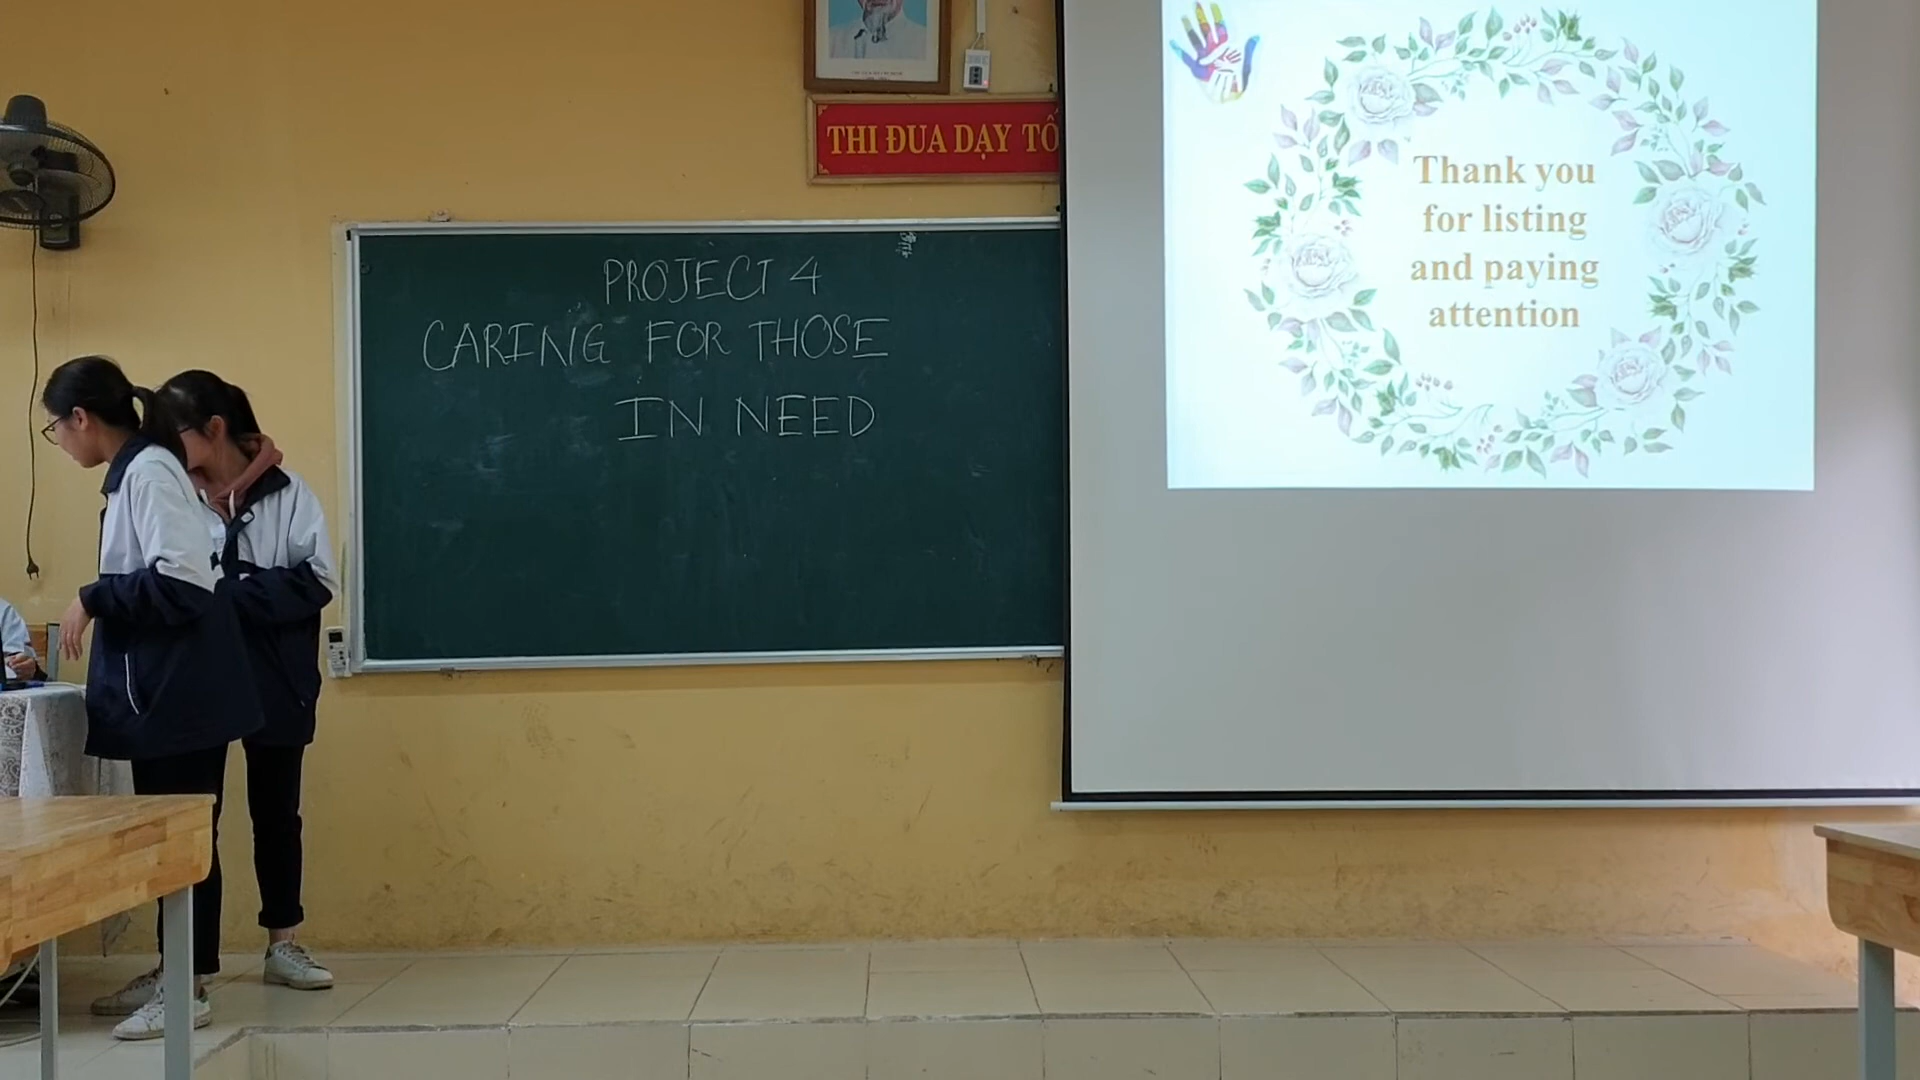 THI ĐUA DẠY TỐ
PROJECT 4
CARING FOR THOSE
IN NEED
Thank you
for listing
and paying
attention